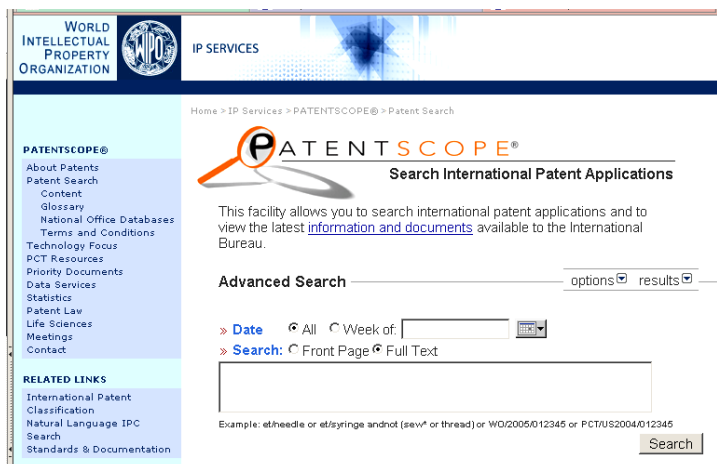 WORLD
INTELLECTUAL
PROPERTY
ORGANIZATION
WIPO
IP SERVICES
Home > IP Services > PATENTSCOPE® > Patent Search
PATENTSCOPE®
About Patents
Patent Search
Content
Glossary
National Office Databases
Terms and Conditions
Technology Focus
PCT Resources
Priority Documents
Data Services
Statistics
Patent Law
Life Sciences
Meetings
Contact
RELATED LINKS
International Patent
Classification
Natural Language IPC
Search
Standards & Documentation
PATENTSCOPE®
Search International Patent Applications
This facility allows you to search international patent applications and to
view the latest information and documents available to the International
Bureau.
Advanced Search options results
» Date All Week of:
» Search: Front Page Full Text
Example: et/needle or et/syringe andnot (sew* or thread) or WO/2005/012345 or PCT/US2004/012345
Search